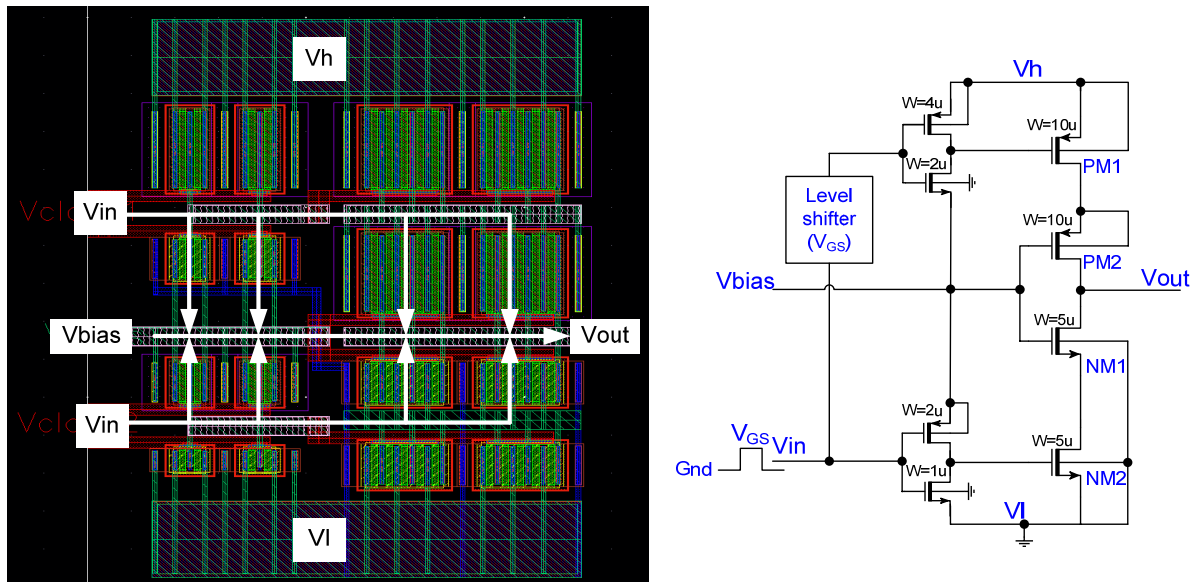 Vh
Vin
Vbias
Vout
Vin
Vl
Vh
W=4u
W=10u
W=2u
PM1
Level
shifter
(VGS)
W=10u
PM2
Vbias
Vout
W=5u
NM1
W=2u
VGS
Vin
W=5u
Gnd
W=1u
NM2
Vl